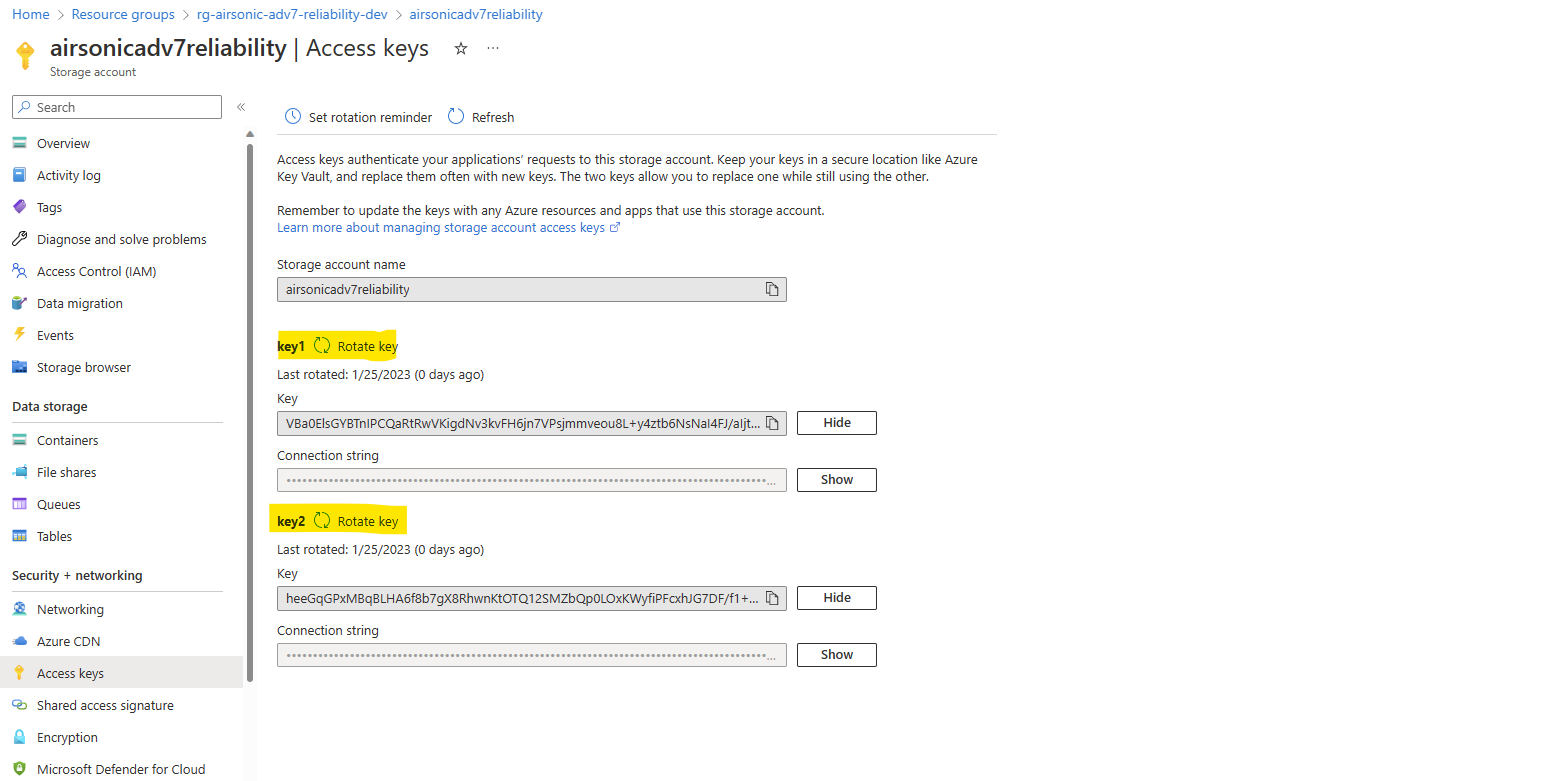 Home > Resource groups > rg-airsonic-adv7-reliability-dev > airsonicadv7reliability
airsonicadv7reliability | Access keys
Storage account
Search
Overview
Activity log
Tags
Diagnose and solve problems
Access Control (IAM)
Data migration
Events
Storage browser
Data storage
Containers
File shares
Queues
Tables
Security + networking
Networking
Azure CDN
Access keys
Shared access signature
Encryption
Microsoft Defender for Cloud
Set rotation reminder Refresh
Access keys authenticate your applications' requests to this storage account. Keep your keys in a secure location like Azure
Key Vault, and replace them often with new keys. The two keys allow you to replace one while still using the other.
Remember to update the keys with any Azure resources and apps that use this storage account.
Learn more about managing storage account access keys
Storage account name
airsonicadv7reliability
key1 Rotate key
Last rotated: 1/25/2023 (0 days ago)
Key
VBa0ElsGYBTnIPCQaRtRwVKigdNv3kvFH6jn7VPsjmmveou8L+y4ztb6NsNaI4FJ/aIjt... Hide
Connection string
Show
key2 Rotate key
Last rotated: 1/25/2023 (0 days ago)
Key
heeGqGPxMBqBLHA6f8b7gX8RhwnKtOTQ12SMZbQp0LOxKWyfiPFcxhJG7DF/f1+... Hide
Connection string
Show